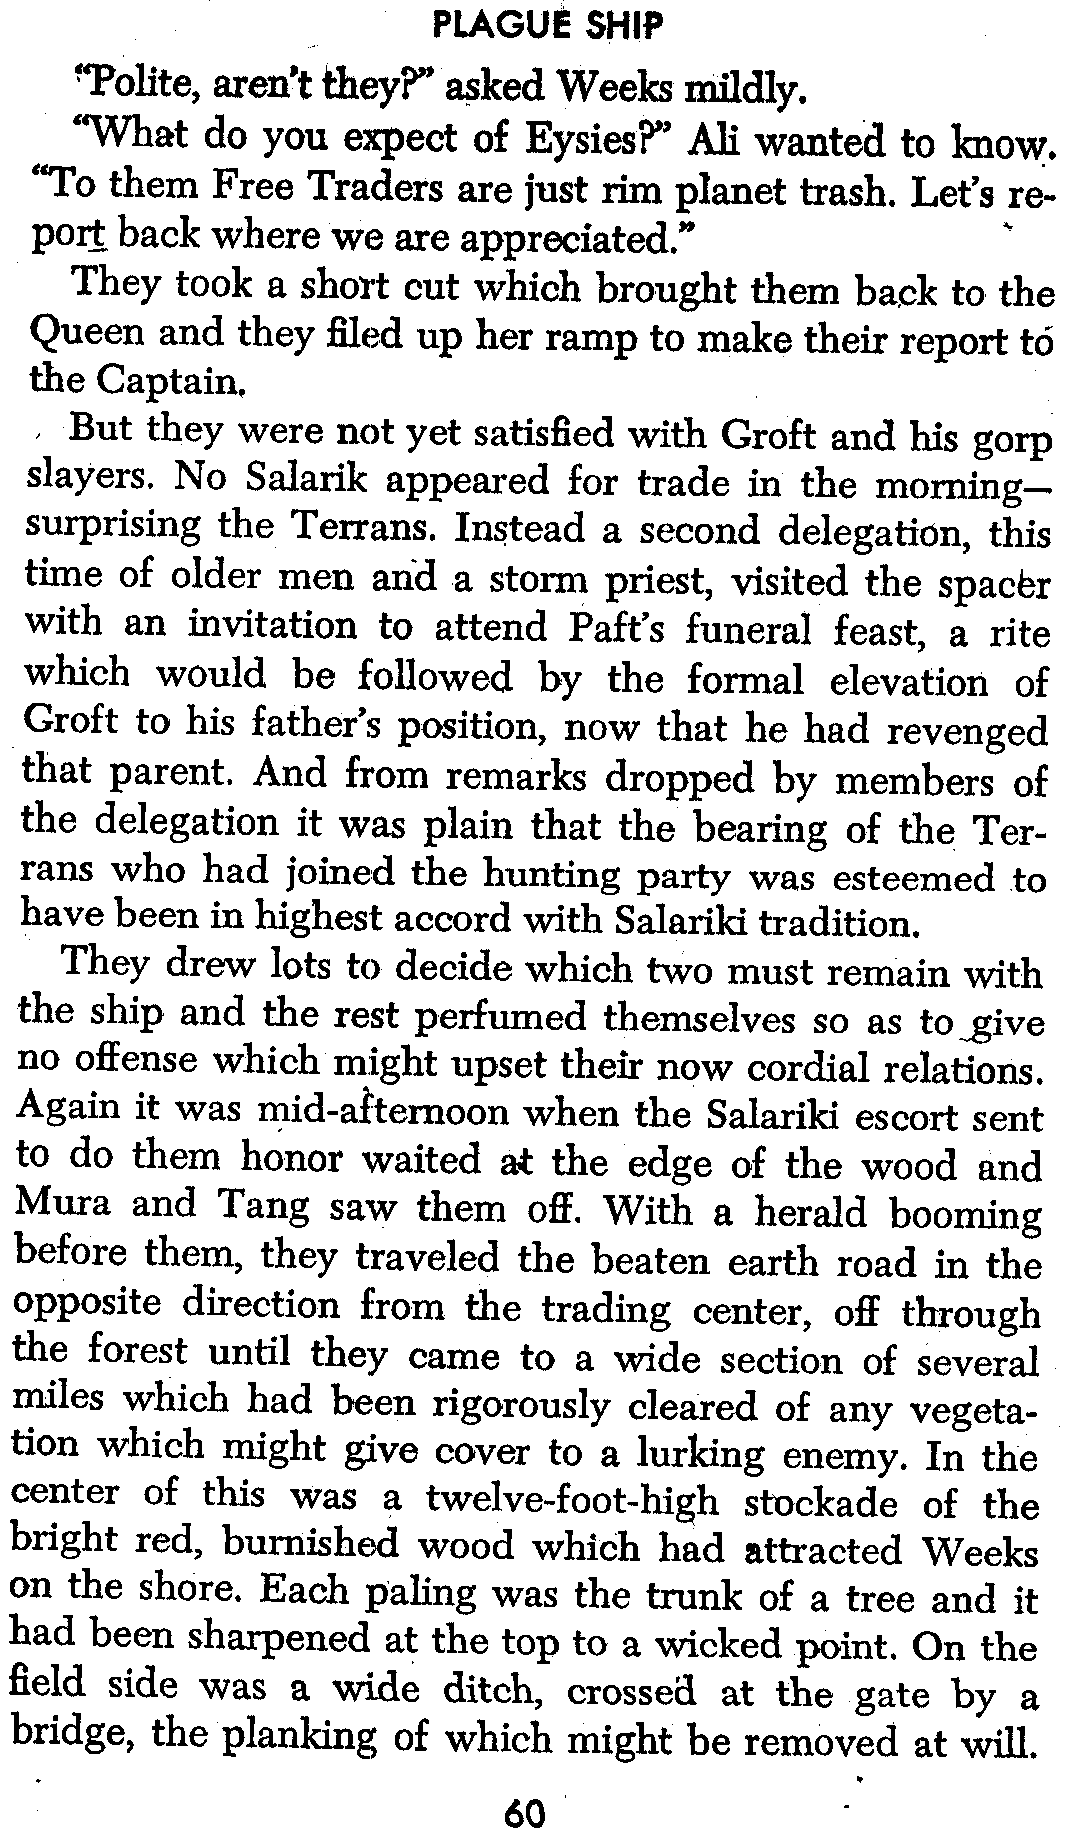 PLAGUE SHIP
"Polite, aren't they?" asked Weeks mildly.
"What do you expect of Eysies?" Ali wanted to know.
"To them Free Traders are just rim planet trash. Let's re-
port back where we are appreciated."
They took a short cut which brought them back to the
Queen and they filed up her ramp to make their report to
the Captain.
But they were not yet satisfied with Groft and his gorp
slayers. No Salarik appeared for trade in the morning—
surprising the Terrans. Instead a second delegation, this
time of older men and a storm priest, visited the spacer
with an invitation to attend Paft's funeral feast, a rite
which would be followed by the formal elevation of
Groft to his father's position, now that he had revenged
that parent. And from remarks dropped by members of
the delegation it was plain that the bearing of the Ter-
rans who had joined the hunting party was esteemed to
have been in highest accord with Salariki tradition.
They drew lots to decide which two must remain with
the ship and the rest perfumed themselves so as to give
no offense which might upset their now cordial relations.
Again it was mid-afternoon when the Salariki escort sent
to do them honor waited at the edge of the wood and
Mura and Tang saw them off. With a herald booming
before them, they traveled the beaten earth road in the
opposite direction from the trading center, off through
the forest until they came to a wide section of several
miles which had been rigorously cleared of any vegeta-
tion which might give cover to a lurking enemy. In the
center of this was a twelve-foot-high stockade of the
bright red, burnished wood which had attracted Weeks
on the shore. Each paling was the trunk of a tree and it
had been sharpened at the top to a wicked point. On the
field side was a wide ditch, crossed at the gate by a
bridge, the planking of which might be removed at will.
60